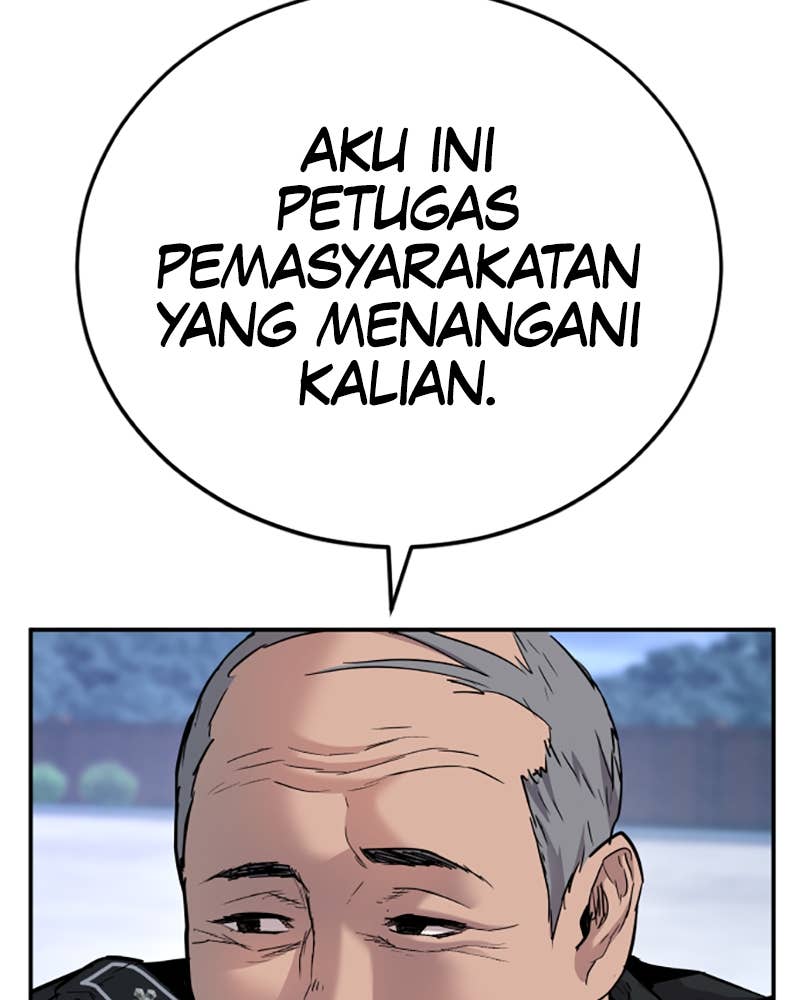 AKU INI
PETUGAS
PEMASYARAKATAN
YANG MENANGANI
KALIAN.